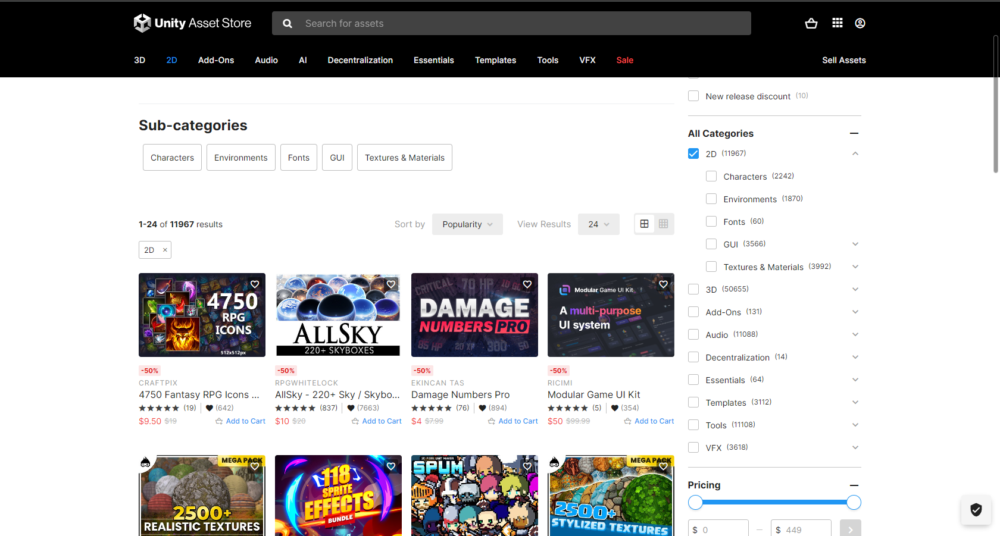 Unity Asset Store
Search for assets
3D 2D Add-Ons Audio AI Decentralization Essentials Templates Tools VFX Sale Sell Assets
New release discount (10)
Sub-categories
Characters Environments Fonts GUI Textures & Materials
1-24 of 11967 results
Sort by Popularity View Results 24
2D ×
4750
RPG
ICONS
512x512px
-50%
CRAFTPIX
4750 Fantasy RPG Icons ...
(19) (642)
$9.50 $19 Add to Cart
ALLSKY
220+ SKYBOXES
-50%
RPGWHITELOCK
AllSky - 220+ Sky / Skybo...
(837) (7663)
$10 $20 Add to Cart
CRITICAL 70 HP
DAMAGE
NUMBERS PRO
95 HP 20 XP 300 50
-50%
EKINCAN TAS
Damage Numbers Pro
(76) (894)
$4 $7.99 Add to Cart
Modular Game UI Kit
A multi-purpose
UI system
-50%
RICIMI
Modular Game UI Kit
(5) (354)
$50 $99.99 Add to Cart
MEGA PACK
2500+
REALISTIC TEXTURES
118
SPRITE
EFFECTS
BUNDLE
2D PIXEL UNIT MAKER
SPUM
MEGA PACK
2500+
STYLIZED TEXTURES
All Categories
2D (11967)
Characters (2242)
Environments (1870)
Fonts (60)
GUI (3566)
Textures & Materials (3992)
3D (50655)
Add-Ons (131)
Audio (11088)
Decentralization (14)
Essentials (64)
Templates (3112)
Tools (11108)
VFX (3618)
Pricing
$ 0 — $ 449